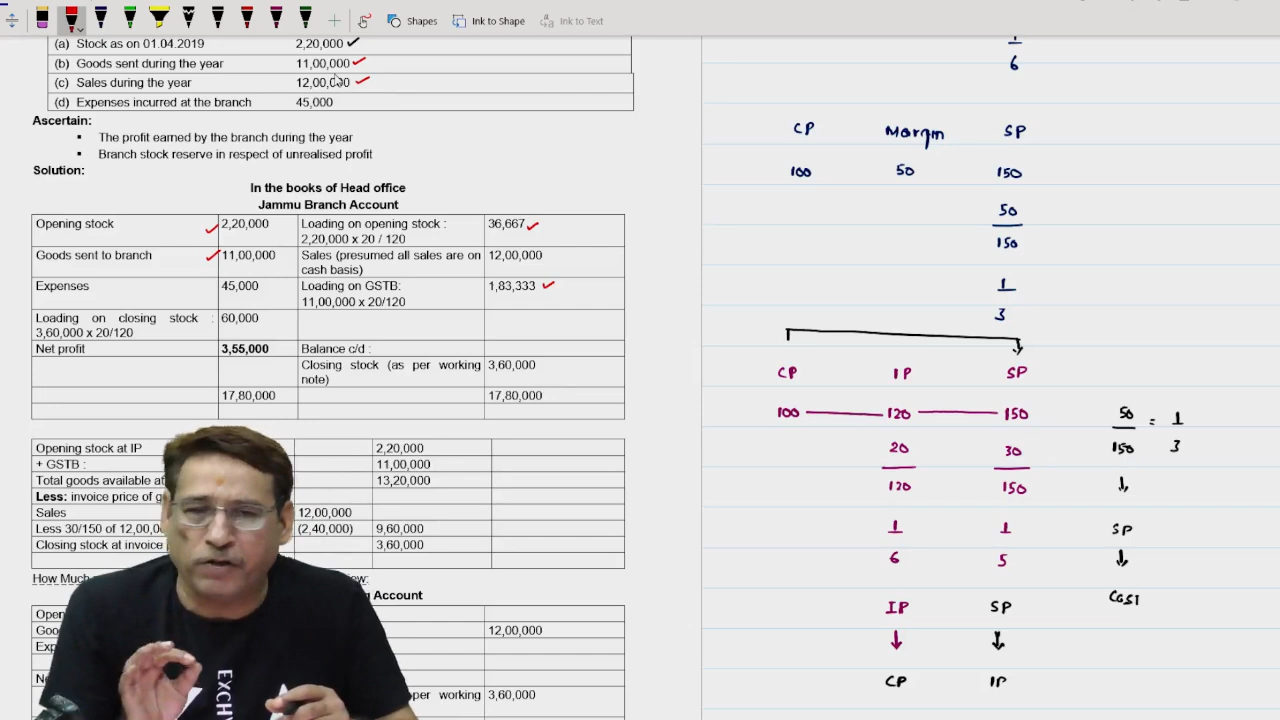 Shapes
Ink to Shape
Ink to Text
(a) Stock as on 01.04.2019 2,20,000
(b) Goods sent during the year 11,00,000
(c) Sales during the year 12,00,000
(d) Expenses incurred at the branch 45,000
Ascertain:
The profit earned by the branch during the year
Branch stock reserve in respect of unrealised profit
Solution:
In the books of Head office
Jammu Branch Account
Opening stock 2,20,000 Loading on opening stock : 36,667
2,20,000 x 20 / 120
Goods sent to branch 11,00,000 Sales (presumed all sales are on 12,00,000
cash basis)
Expenses 45,000 Loading on GSTB: 1,83,333
11,00,000 x 20/120
Loading on closing stock : 60,000
3,60,000 x 20/120
Net profit 3,55,000 Balance c/d :
Closing stock (as per working 3,60,000
note)
17,80,000 17,80,000
Opening stock at IP 2,20,000
+ GSTB : 11,00,000
Total goods available at 13,20,000
Less: invoice price of
Sales 12,00,000
Less 30/150 of 12,00, (2,40,000) 9,60,000
Closing stock at invoice 3,60,000
How Much
Account
12,00,000
per working 3,60,000
1
6
CP Margin SP
100 50 150
50
150
1
3
CP IP SP
100 120 150
20 30
120 150
1 1
6 5
IP SP
CP IP
50 = 1
150 3
SP
Cost
EXCH